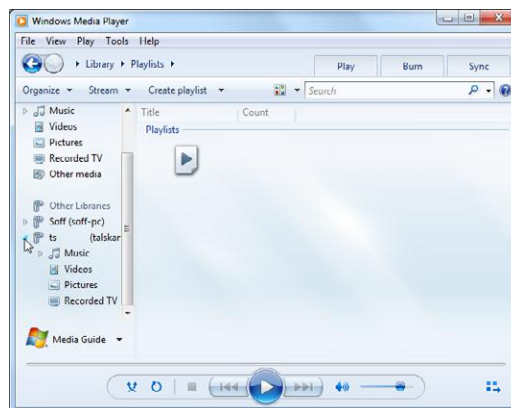 Windows Media Player
File View Play Tools Help
Library Playlists
Play Burn Sync
Organize Stream Create playlist Search
Music
Videos
Pictures
Recorded TV
Other media
Other Libraries
Soff (soff-pc)
ts (talskar
Music
Videos
Pictures
Recorded TV
Media Guide
Title Count
Playlists